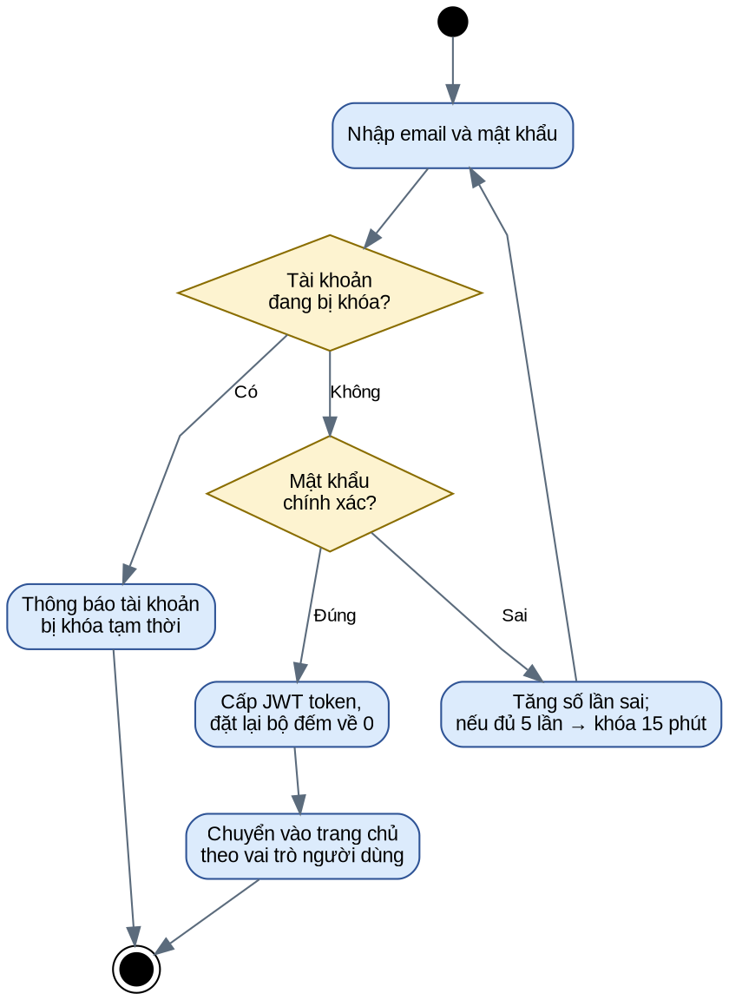 Nhập email và mật khẩu
Tài khoản
đang bị khóa?
Có
Không
Mật khẩu
chính xác?
Thông báo tài khoản
bị khóa tạm thời
Đúng
Sai
Cấp JWT token,
đặt lại bộ đếm về 0
Tăng số lần sai;
nếu đủ 5 lần → khóa 15 phút
Chuyển vào trang chủ
theo vai trò người dùng